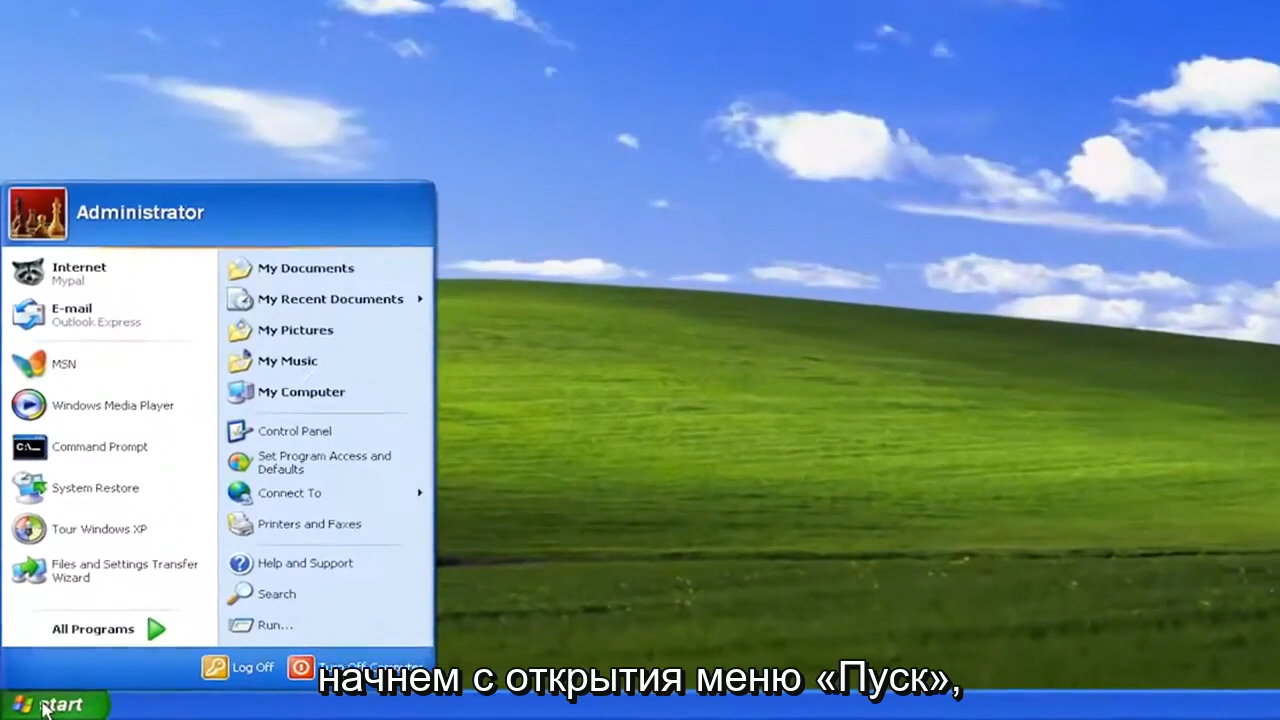 Administrator
Internet
Mypal
E-mail
Outlook Express
MSN
Windows Media Player
C:\_
Command Prompt
System Restore
Tour Windows XP
Files and Settings Transfer
Wizard
All Programs
My Documents
My Recent Documents
My Pictures
My Music
My Computer
Control Panel
Set Program Access and
Defaults
Connect To
Printers and Faxes
Help and Support
Search
Run...
Log Off
Turn Off Computer
начнем с открытия меню «Пуск»,
start